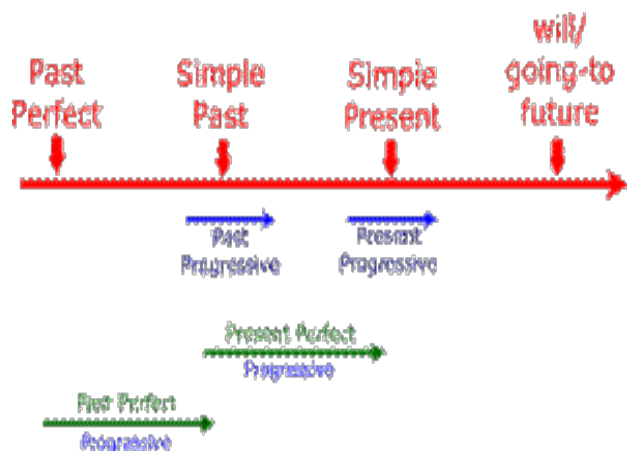 Past
Perfect
Simple
Past
Simple
Present
will/
going-to
future
Past
Progressive
Present
Progressive
Present Perfect
Progressive
Past Perfect
Progressive